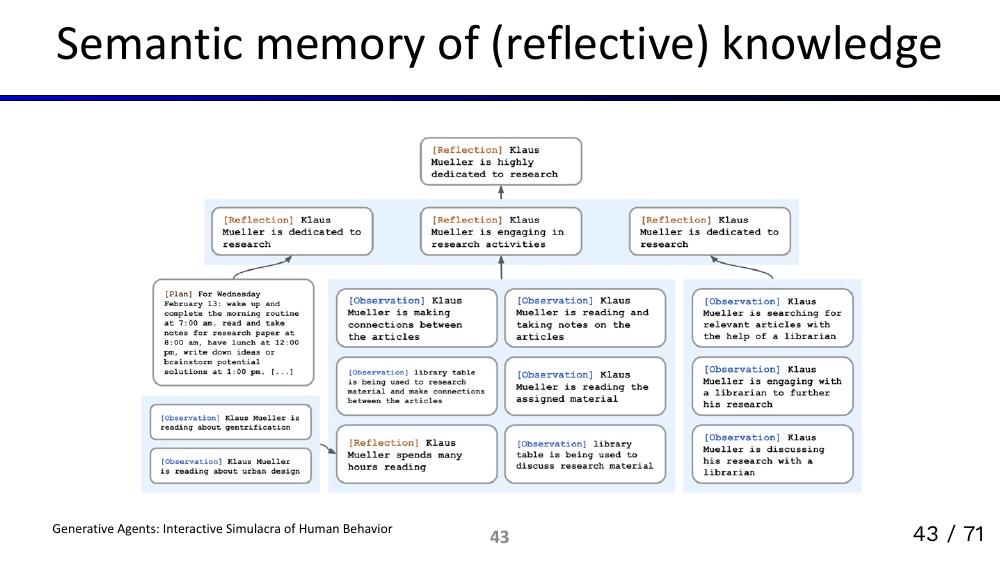 Semantic memory of (reflective) knowledge
[Reflection] Klaus
Mueller is highly
dedicated to research
[Reflection] Klaus
Mueller is dedicated to
research
[Reflection] Klaus
Mueller is engaging in
research activities
[Reflection] Klaus
Mueller is dedicated to
research
[Plan] For Wednesday
February 13: wake up and
complete the morning routine
at 7:00 am, read and take
notes for research paper at
8:00 am, have lunch at 12:00
pm, write down ideas or
brainstorm potential
solutions at 1:00 pm, [...]
[Observation] Klaus Mueller is
reading about gentrification
[Observation] Klaus Mueller
is reading about urban design
[Observation] Klaus
Mueller is making
connections between
the articles
[Observation] Klaus
Mueller is reading and
taking notes on the
articles
[Observation] library table
is being used to research
material and make connections
between the articles
[Observation] Klaus
Mueller is reading the
assigned material
[Reflection] Klaus
Mueller spends many
hours reading
[Observation] library
table is being used to
discuss research material
[Observation] Klaus
Mueller is searching for
relevant articles with
the help of a librarian
[Observation] Klaus
Mueller is engaging with
a librarian to further
his research
[Observation] Klaus
Mueller is discussing
his research with a
librarian
Generative Agents: Interactive Simulacra of Human Behavior
43
43 / 71